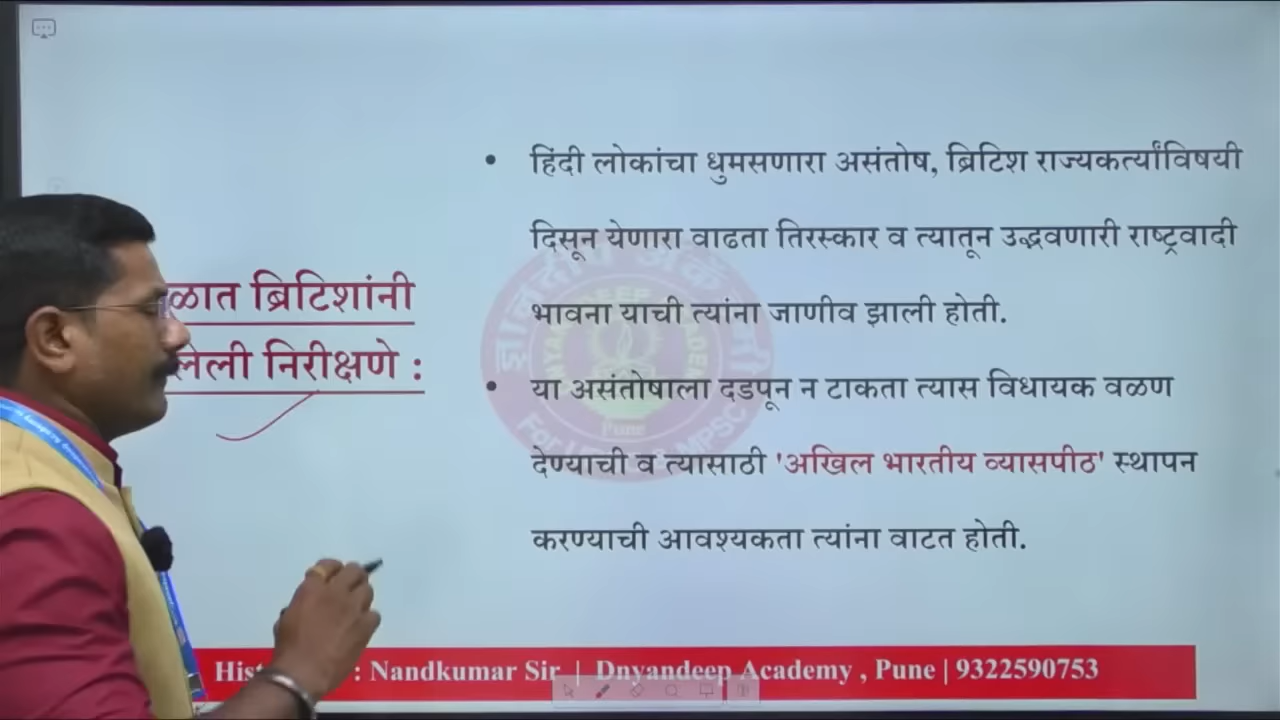 ब्रिटिशांनी
निरीक्षणे :
• हिंदी लोकांचा धुमसणारा असंतोष, ब्रिटिश राज्यकर्त्यांविषयी
दिसून येणारा वाढता तिरस्कार व त्यातून उद्भवणारी राष्ट्रवादी
भावना याची त्यांना जाणीव झाली होती.
• या असंतोषाला दडपून न टाकता त्यास विधायक वळण
देण्याची व त्यासाठी 'अखिल भारतीय व्यासपीठ' स्थापन
करण्याची आवश्यकता त्यांना वाटत होती.
: Nandkumar Sir | Dnyandeep Academy , Pune | 9322590753